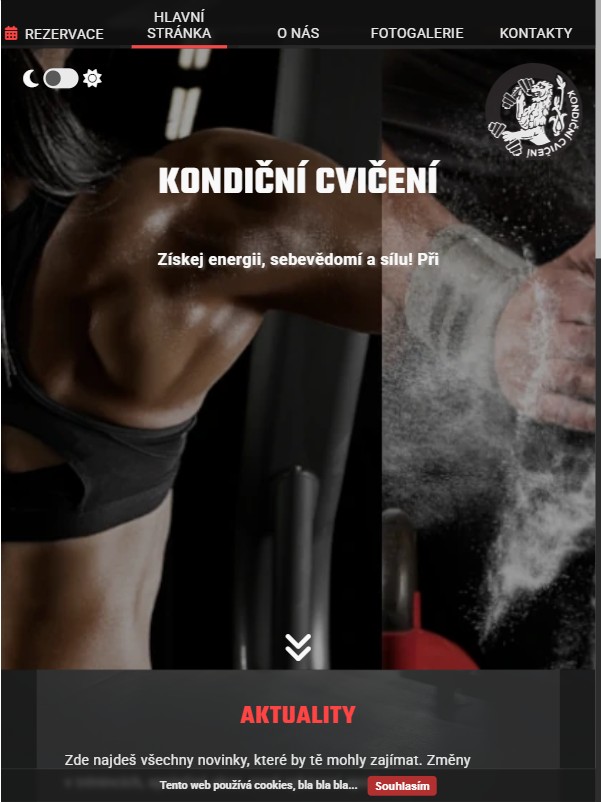 REZERVACE
HLAVNÍ
STRÁNKA
O NÁS
FOTOGALERIE
KONTAKTY
KONDIČNÍ CVIČENÍ
KONDIČNÍ CVIČENÍ
Získej energii, sebevědomí a sílu! Při
AKTUALITY
Zde najdeš všechny novinky, které by tě mohly zajímat. Změny
Tento web používá cookies, bla bla bla...
Souhlasím